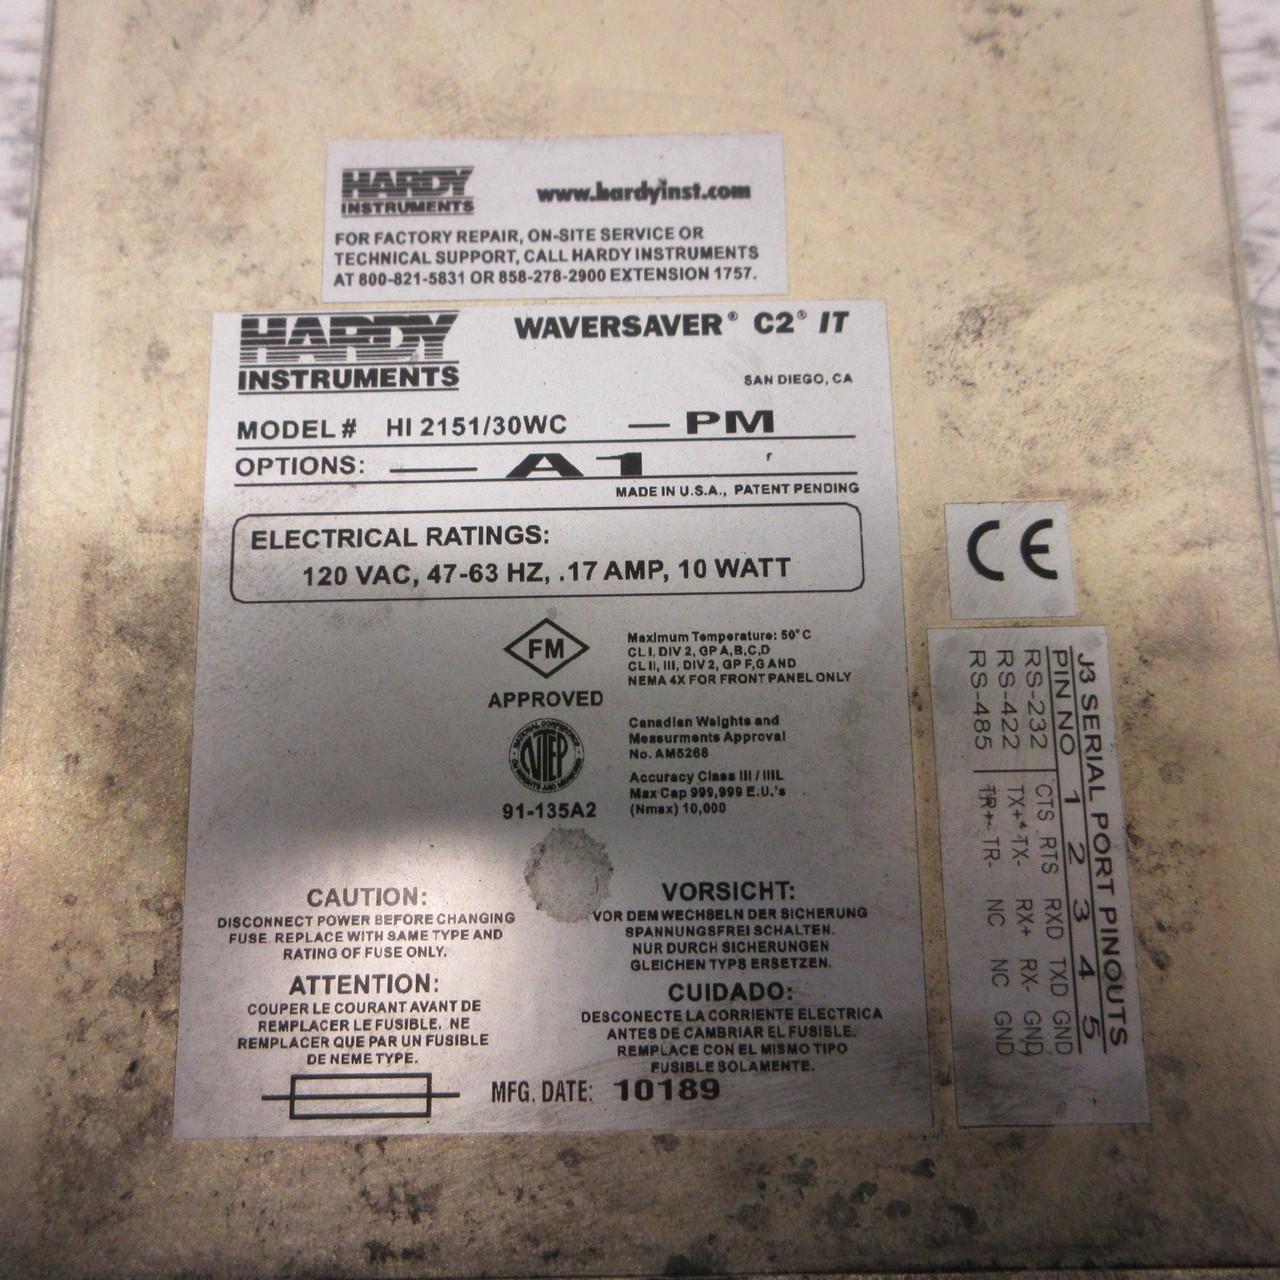 HARDY
INSTRUMENTS
www.hardyinst.com
FOR FACTORY REPAIR, ON-SITE SERVICE OR
TECHNICAL SUPPORT, CALL HARDY INSTRUMENTS
AT 800-821-5831 OR 858-278-2900 EXTENSION 1757.
HARDY
INSTRUMENTS
WAVERSAVER® C2® IT
SAN DIEGO, CA
MODEL # HI 2151/30WC — PM
OPTIONS: — A1
MADE IN U.S.A., PATENT PENDING
ELECTRICAL RATINGS:
120 VAC, 47-63 HZ, .17 AMP, 10 WATT
FM
APPROVED
Maximum Temperature: 50° C
CL I, DIV 2, GP A,B,C,D
CL II, III, DIV 2, GP F,G AND
NEMA 4X FOR FRONT PANEL ONLY
NATIONAL CONFERENCE
NTEP
ON WEIGHTS AND MEASURES
91-135A2
Canadian Weights and
Measurments Approval
No. AM5268
Accuracy Class III / IIIL
Max Cap 999,999 E.U.'s
(Nmax) 10,000
CAUTION:
DISCONNECT POWER BEFORE CHANGING
FUSE. REPLACE WITH SAME TYPE AND
RATING OF FUSE ONLY.
ATTENTION:
COUPER LE COURANT AVANT DE
REMPLACER LE FUSIBLE. NE
REMPLACER QUE PAR UN FUSIBLE
DE NEME TYPE.
VORSICHT:
VOR DEM WECHSELN DER SICHERUNG
SPANNUNGSFREI SCHALTEN.
NUR DURCH SICHERUNGEN
GLEICHEN TYPS ERSETZEN.
CUIDADO:
DESCONECTE LA CORRIENTE ELECTRICA
ANTES DE CAMBRIAR EL FUSIBLE.
REMPLACE CON EL MISMO TIPO
FUSIBLE SOLAMENTE.
MFG. DATE: 10189
CE
J3 SERIAL PORT PINOUTS
PIN NO 1 2 3 4 5
RS-232 CTS RTS RXD TXD GND
RS-422 TX+ TX- RX+ RX- GND
RS-485 TR+ TR- NC NC GND